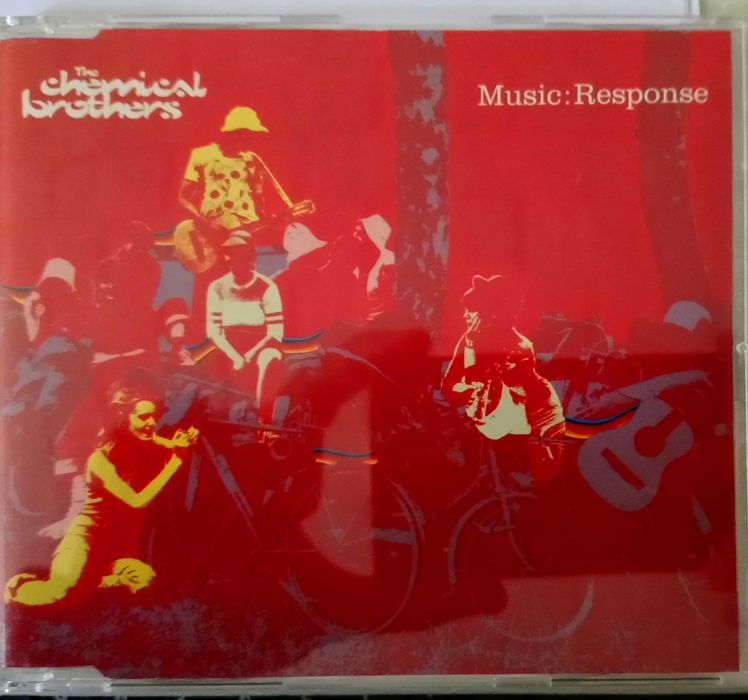 The
chemical
brothers
Music:Response